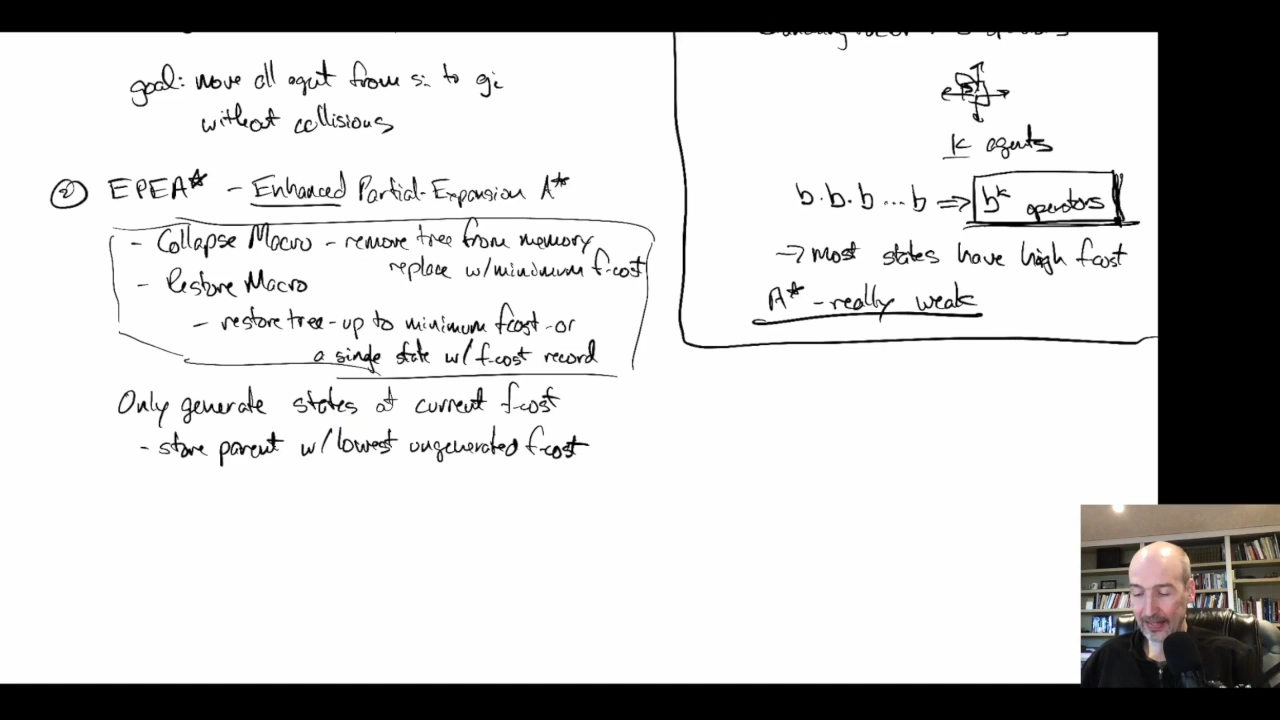 goal: move all agent from si to gi
without collisions
② EPEA* - Enhanced Partial-Expansion A*
- Collapse Macro - remove tree from memory
replace w/minimum f-cost
- Restore Macro
- restore tree - up to minimum f-cost - or
a single state w/ f-cost record
Only generate states at current f-cost
- store parent w/ lowest ungenerated f-cost
k agents
b·b·b ... b ⇒ b^k operators
→ most states have high f-cost
A* - really weak